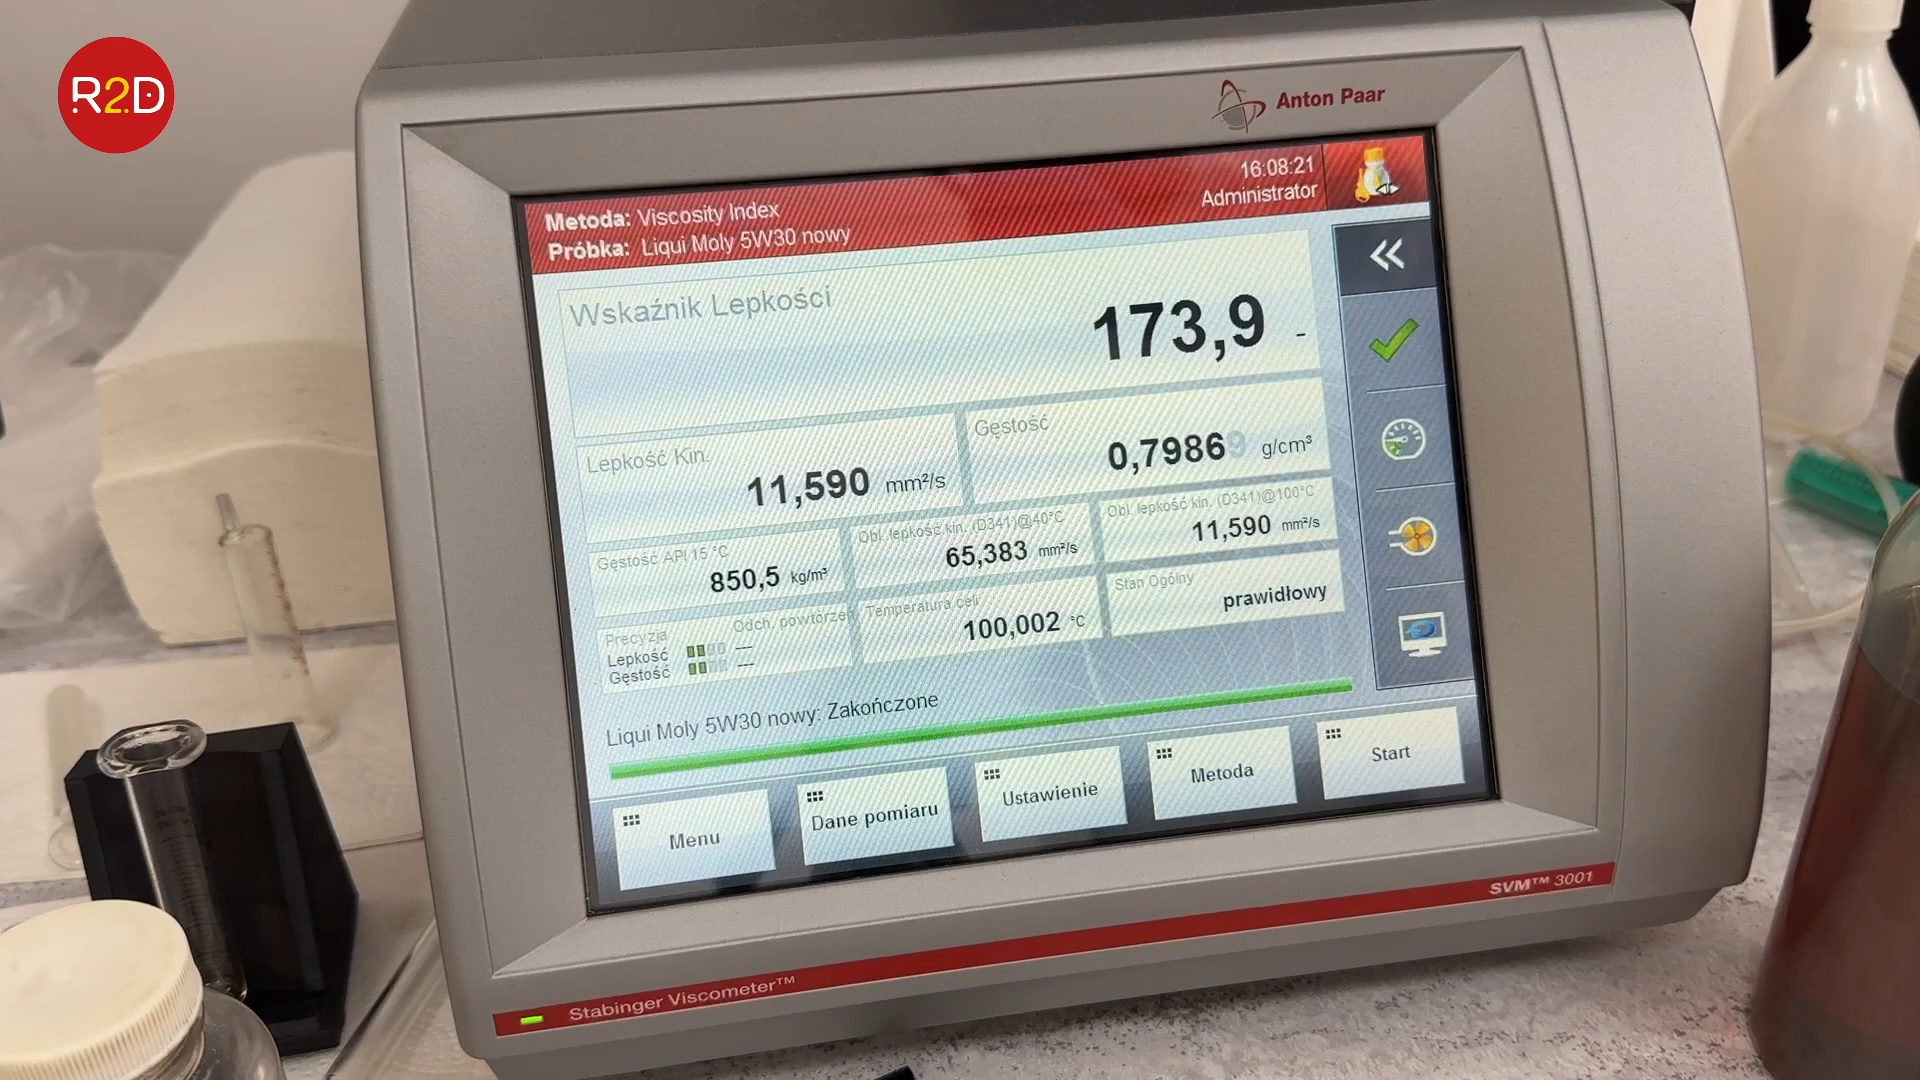 R2D
Anton Paar
16:08:21
Administrator
Metoda: Viscosity Index
Próbka: Liqui Moly 5W30 nowy
Wskaźnik Lepkości
173,9 -
Lepkość Kin.
11,590 mm²/s
Gęstość
0,79869 g/cm³
Gęstość API 15 °C
850,5 kg/m³
Obl. lepkość kin. (D341)@40°C
65,383 mm²/s
Obl. lepkość kin. (D341)@100°C
11,590 mm²/s
Precyzja Odch. powtórzeń
Lepkość ---
Gęstość ---
Temperatura celi
100,002 °C
Stan Ogólny
prawidłowy
Liqui Moly 5W30 nowy: Zakończone
Menu
Dane pomiaru
Ustawienie
Metoda
Start
SVM™ 3001
Stabinger Viscometer™